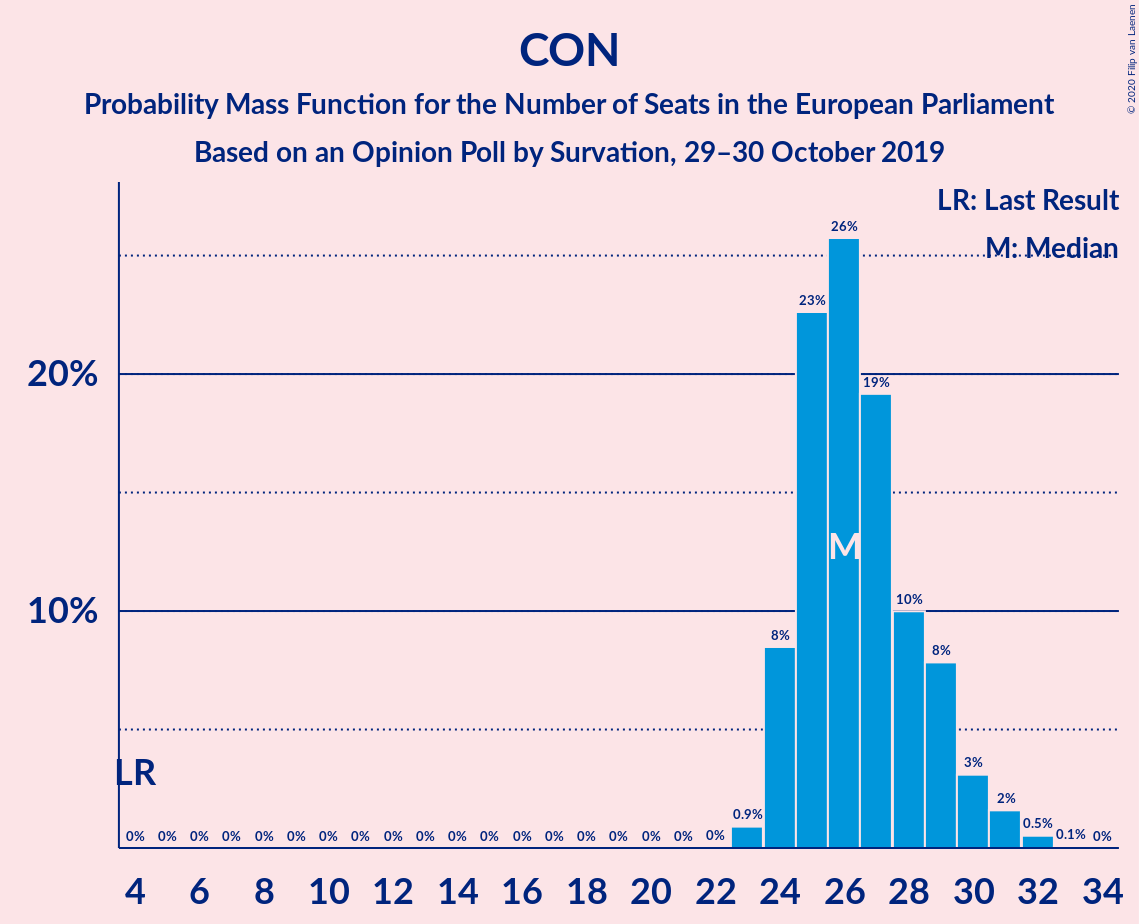 CON
Probability Mass Function for the Number of Seats in the European Parliament
Based on an Opinion Poll by Survation, 29–30 October 2019
© 2020 Filip van Laenen
LR: Last Result
M: Median
26%
23%
20%
19%
M
10%
10%
8%
8%
LR
3%
2%
0% 0% 0% 0% 0% 0% 0% 0% 0% 0% 0% 0% 0% 0% 0% 0% 0% 0% 0% 0.9% 0.5% 0.1% 0%
4 6 8 10 12 14 16 18 20 22 24 26 28 30 32 34